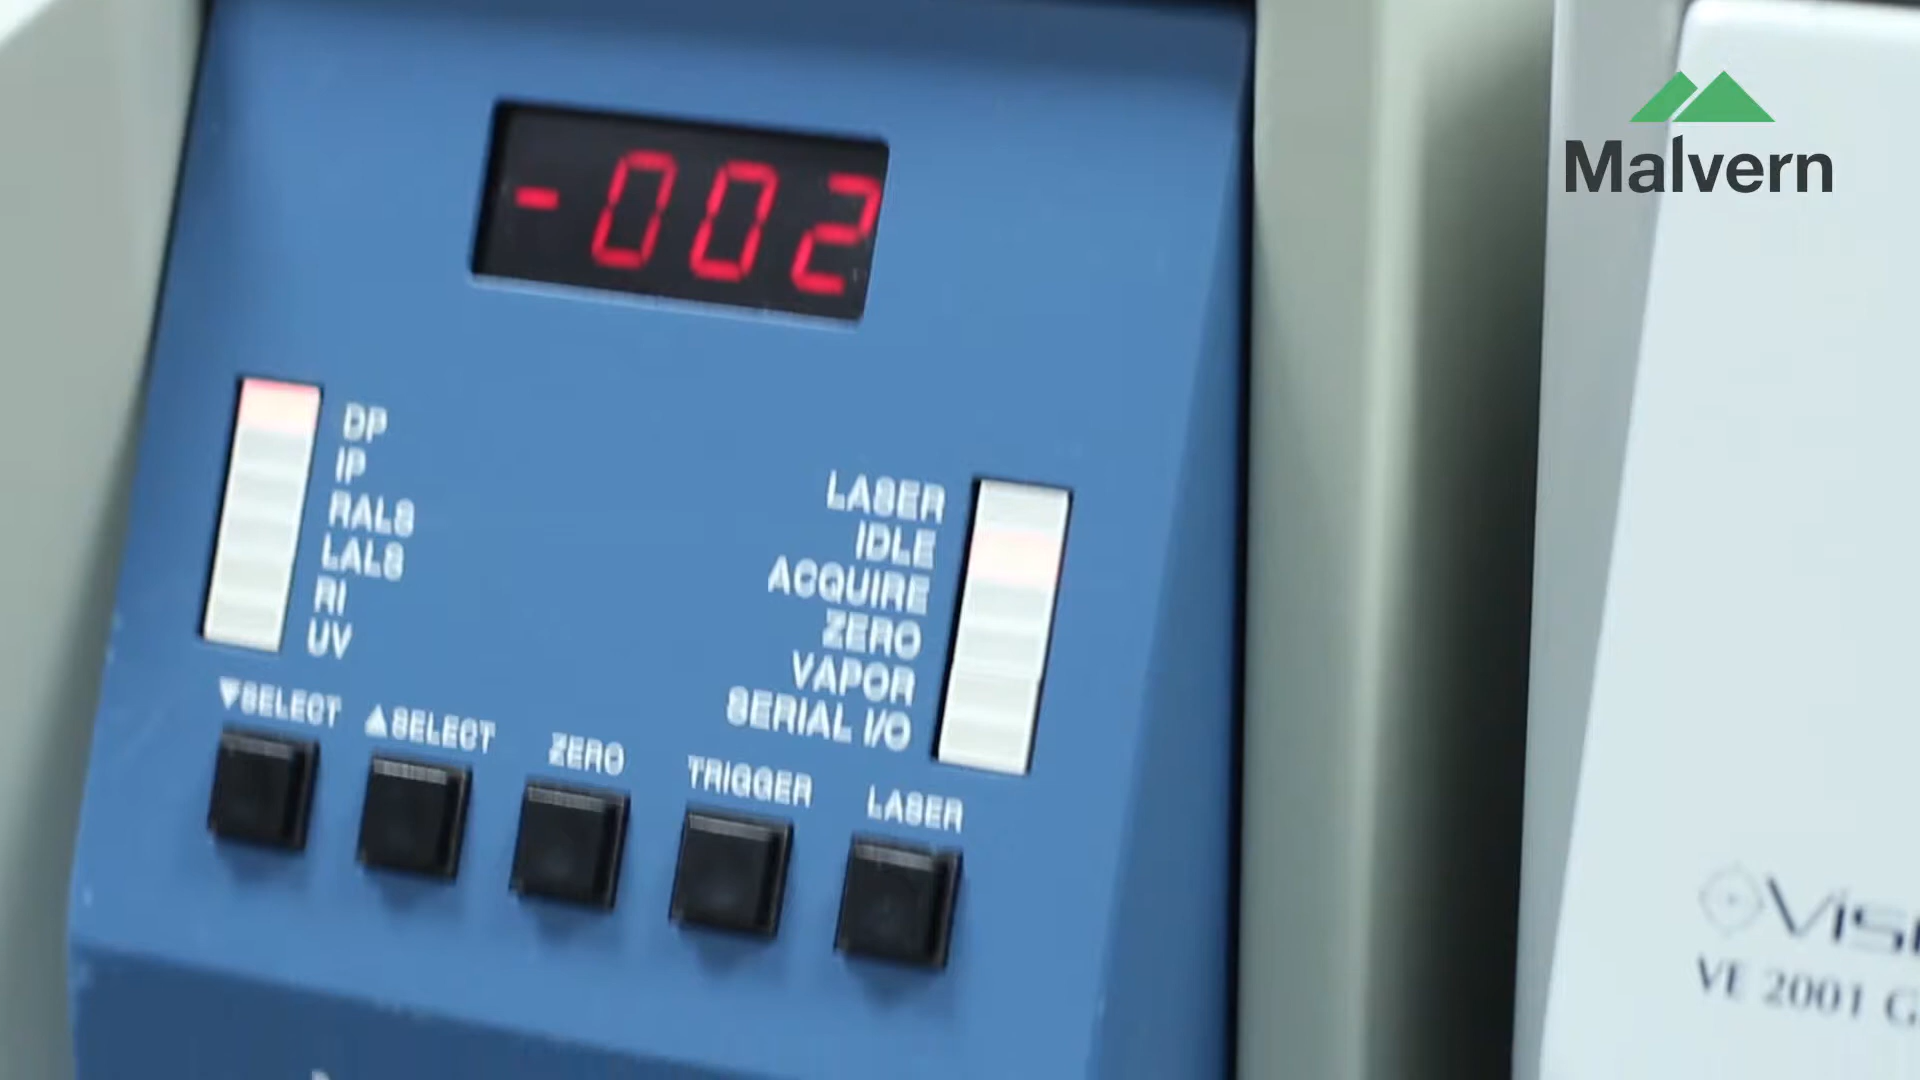 Malvern
-002
DP
IP
RALS
LALS
RI
UV
LASER
IDLE
ACQUIRE
ZERO
VAPOR
SERIAL I/O
▼SELECT
▲SELECT
ZERO
TRIGGER
LASER
VE 2001